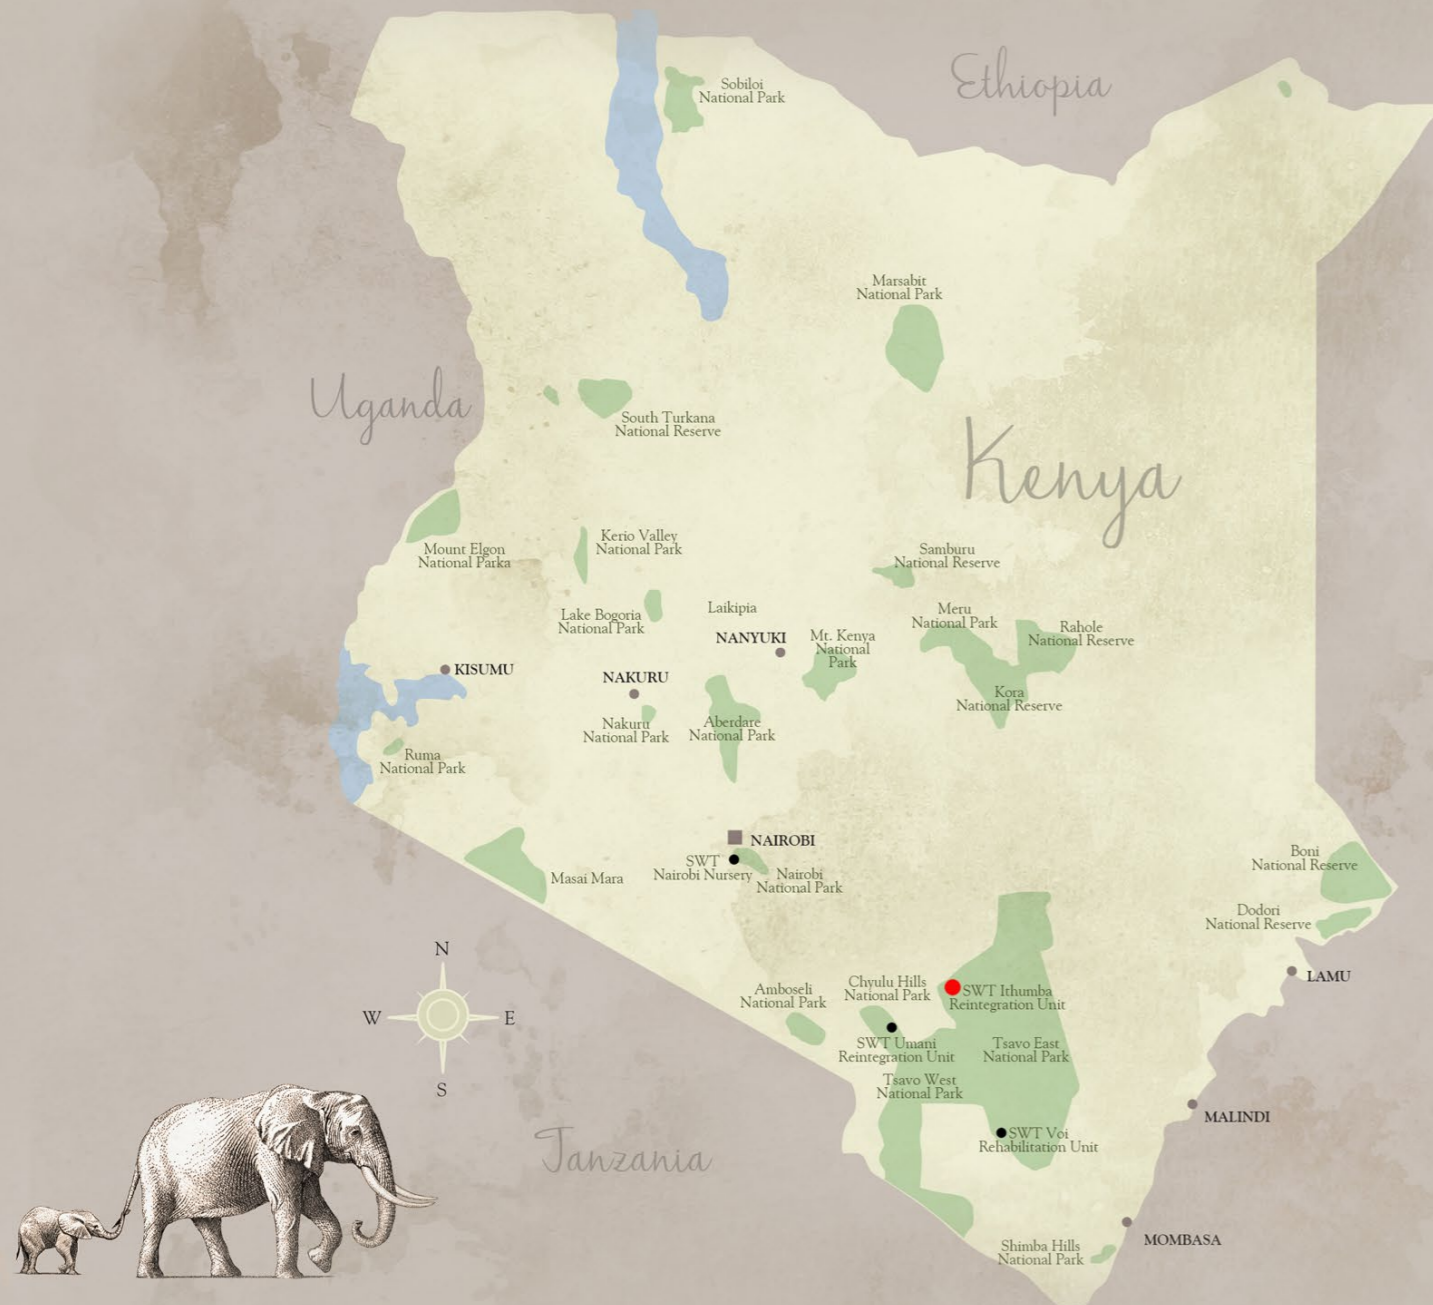 Ethiopia
Sobiloi
National Park
Marsabit
National Park
Uganda
South Turkana
National Reserve
Kenya
Mount Elgon
National Parka
Kerio Valley
National Park
Samburu
National Reserve
Lake Bogoria
National Park
Laikipia
NANYUKI
Mt. Kenya
National
Park
Meru
National Park
Rahole
National Reserve
KISUMU
NAKURU
Kora
National Reserve
Nakuru
National Park
Aberdare
National Park
Ruma
National Park
NAIROBI
SWT
Nairobi Nursery
Nairobi
National Park
Masai Mara
Boni
National Reserve
Dodori
National Reserve
LAMU
N
W
E
S
Amboseli
National Park
Chyulu Hills
National Park
SWT Ithumba
Reintegration Unit
SWT Umani
Reintegration Unit
Tsavo East
National Park
Tsavo West
National Park
MALINDI
SWT Voi
Rehabilitation Unit
Tanzania
MOMBASA
Shimba Hills
National Park